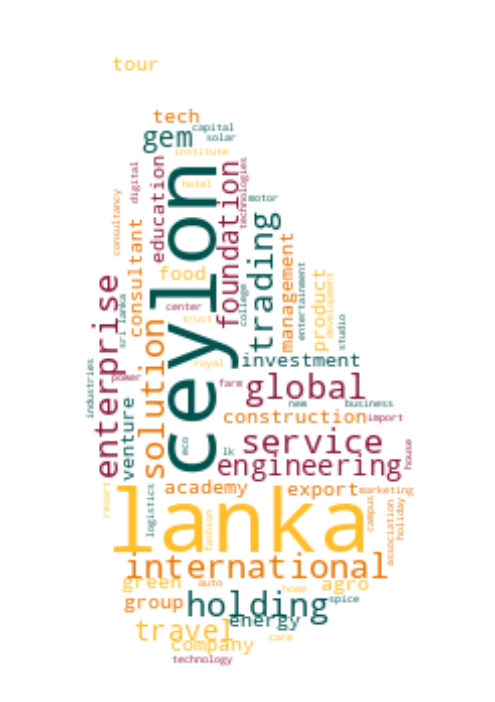 tour
tech
capital
gem
solar
institute
digital
education
hotel
foundation
technologies
motor
ceylon
consultancy
consultant
food
trading
management
entertainment
product
development
sri lanka
enterprise
center
trust
college
studio
solution
royal
investment
industries
power
farm
global
venture
new
business
construction
import
eco
service
lk
engineering
house
academy
export
marketing
resort
logistics
lanka
fashion
campus
association
holiday
international
green
auto
home
agro
group
holding
spice
energy
travel
care
company
technology